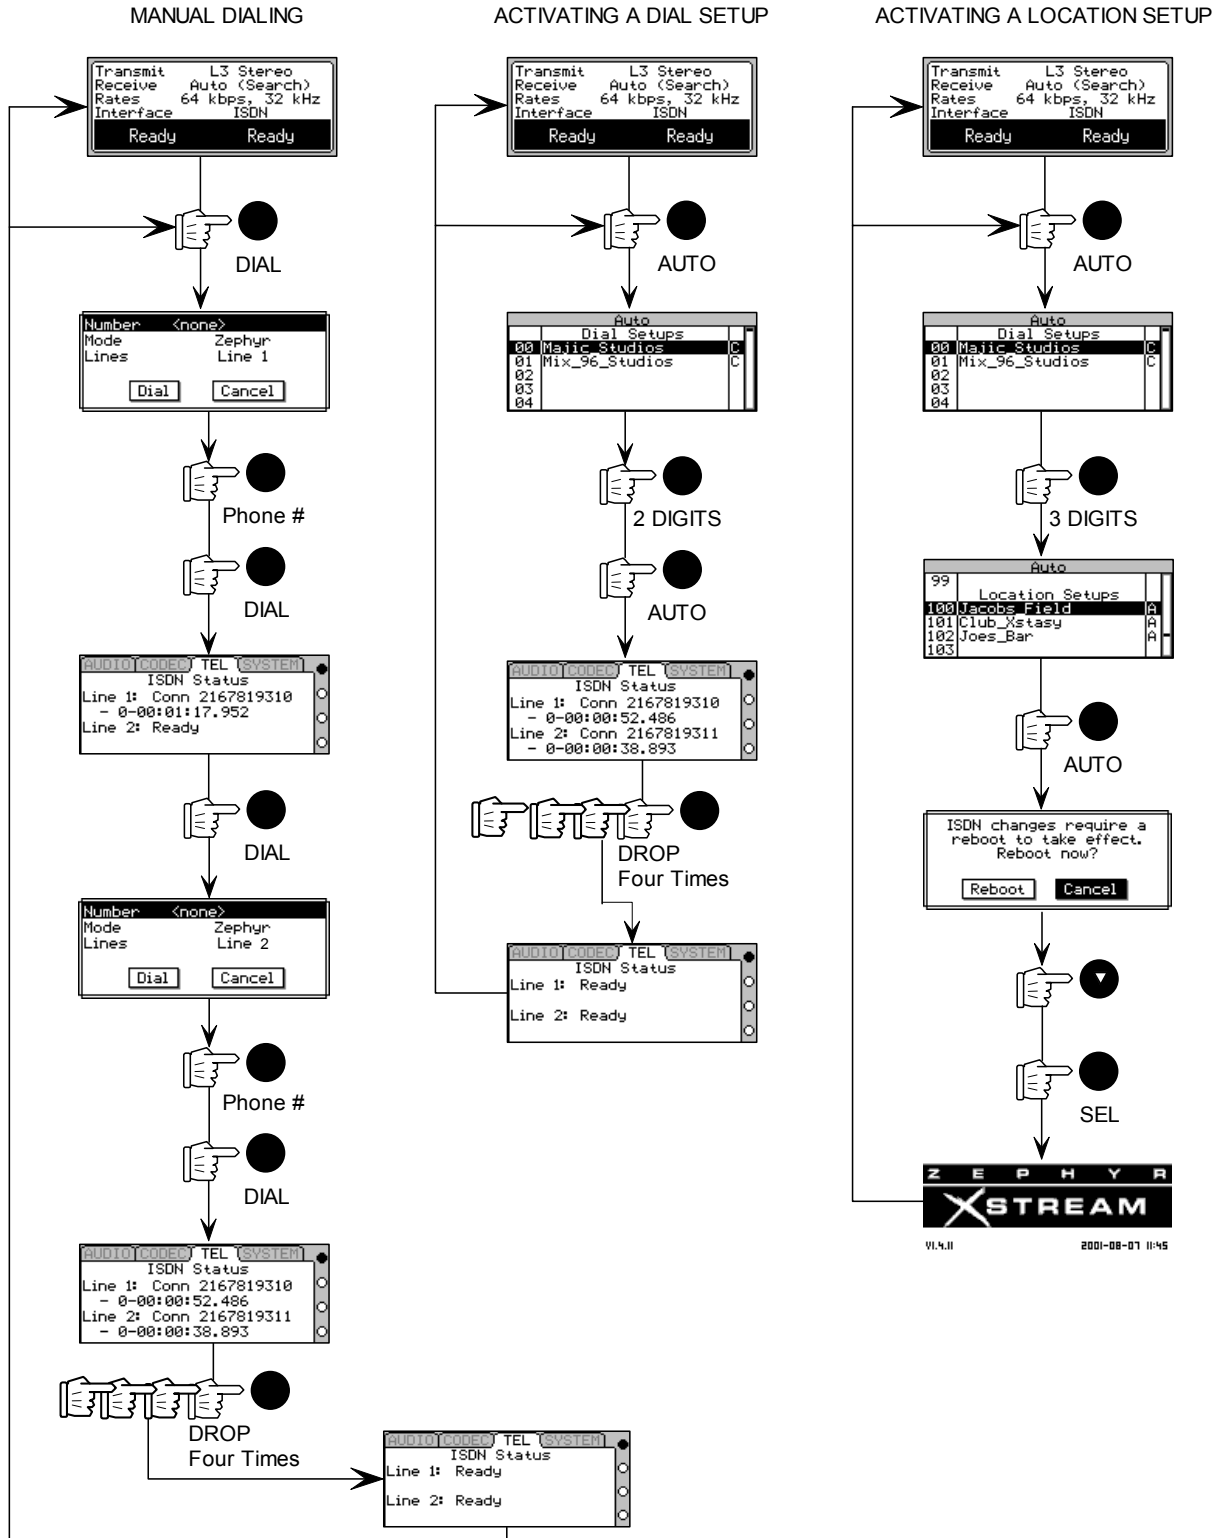 MANUAL DIALING
Transmit L3 Stereo
Receive Auto (Search)
Rates 64 kbps, 32 kHz
Interface ISDN
Ready Ready
DIAL
Number <none>
Mode Zephyr
Lines Line 1
Dial Cancel
Phone #
DIAL
AUDIO CODEC TEL SYSTEM
ISDN Status
Line 1: Conn 2167819310
- 0-00:01:17.952
Line 2: Ready
DIAL
Number <none>
Mode Zephyr
Lines Line 2
Dial Cancel
Phone #
DIAL
AUDIO CODEC TEL SYSTEM
ISDN Status
Line 1: Conn 2167819310
- 0-00:00:52.486
Line 2: Conn 2167819311
- 0-00:00:38.893
DROP
Four Times
AUDIO CODEC TEL SYSTEM
ISDN Status
Line 1: Ready
Line 2: Ready
ACTIVATING A DIAL SETUP
Transmit L3 Stereo
Receive Auto (Search)
Rates 64 kbps, 32 kHz
Interface ISDN
Ready Ready
AUTO
Auto
Dial Setups
00 Majic_Studios C
01 Mix_96_Studios C
02
03
04
2 DIGITS
AUTO
AUDIO CODEC TEL SYSTEM
ISDN Status
Line 1: Conn 2167819310
- 0-00:00:52.486
Line 2: Conn 2167819311
- 0-00:00:38.893
DROP
Four Times
AUDIO CODEC TEL SYSTEM
ISDN Status
Line 1: Ready
Line 2: Ready
ACTIVATING A LOCATION SETUP
Transmit L3 Stereo
Receive Auto (Search)
Rates 64 kbps, 32 kHz
Interface ISDN
Ready Ready
AUTO
Auto
Dial Setups
00 Majic_Studios C
01 Mix_96_Studios C
02
03
04
3 DIGITS
Auto
99
Location Setups
100 Jacobs_Field A
101 Club_Xstasy A
102 Joes_Bar A
103
AUTO
ISDN changes require a
reboot to take effect.
Reboot now?
Reboot Cancel
SEL
ZEPHYR
XSTREAM
V1.4.11 2001-08-07 11:45